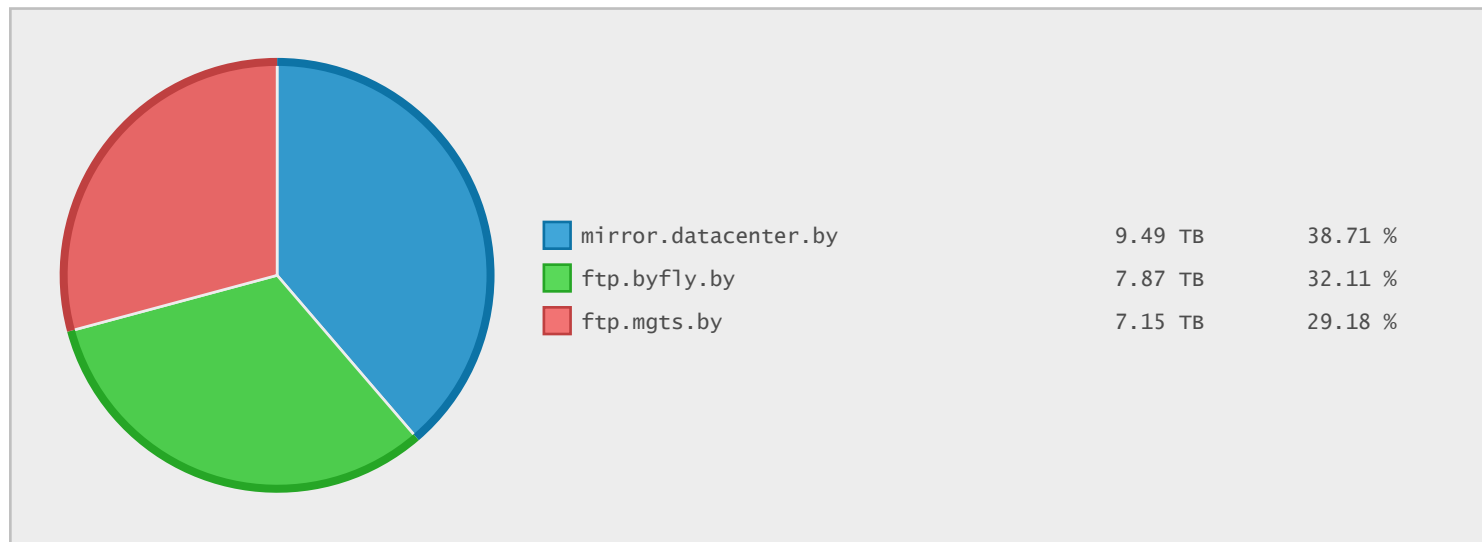 mirror.datacenter.by 9.49 TB 38.71 %
ftp.byfly.by 7.87 TB 32.11 %
ftp.mgts.by 7.15 TB 29.18 %